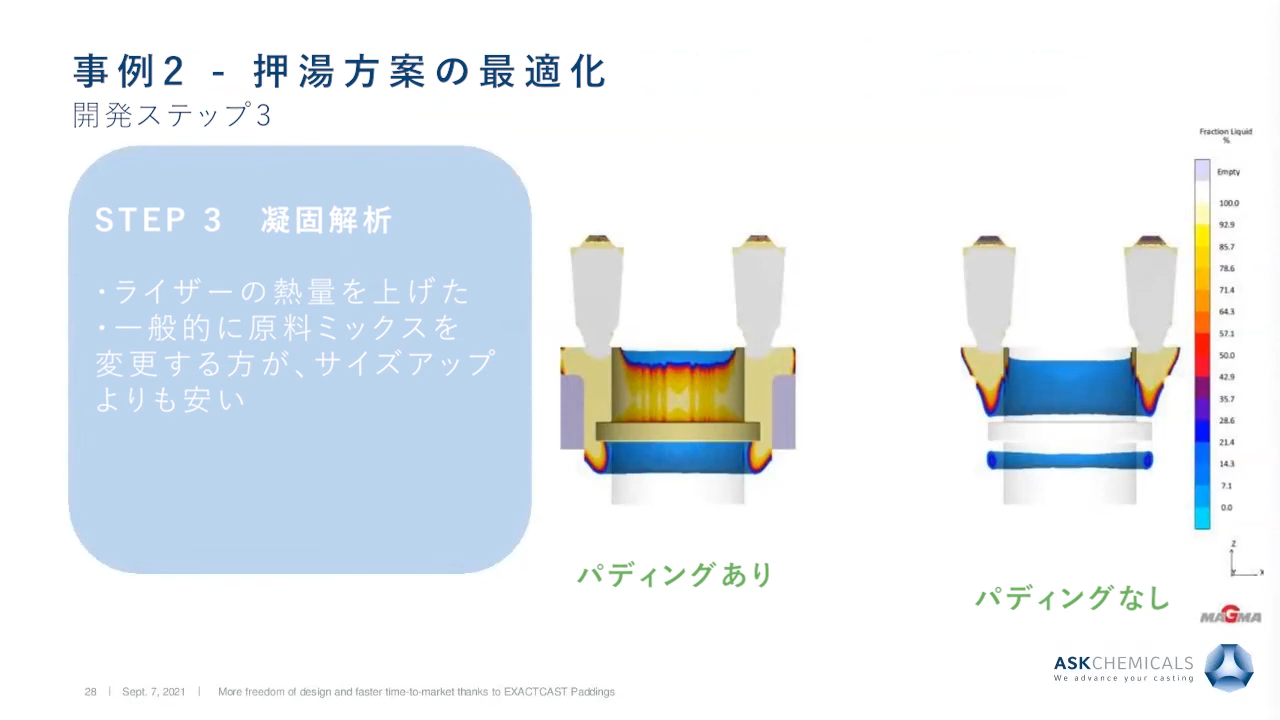 事例2 - 押湯方案の最適化
開発ステップ3
STEP 3　凝固解析
・ライザーの熱量を上げた
・一般的に原料ミックスを
変更する方が、サイズアップ
よりも安い
パディングあり
パディングなし
Fraction Liquid
%
Empty
100.0
92.9
85.7
78.6
71.4
64.3
57.1
50.0
42.9
35.7
28.6
21.4
14.3
7.1
0.0
Z
Y
X
MAGMA
ASKCHEMICALS
We advance your casting
28 | Sept. 7, 2021 | More freedom of design and faster time-to-market thanks to EXACTCAST Paddings